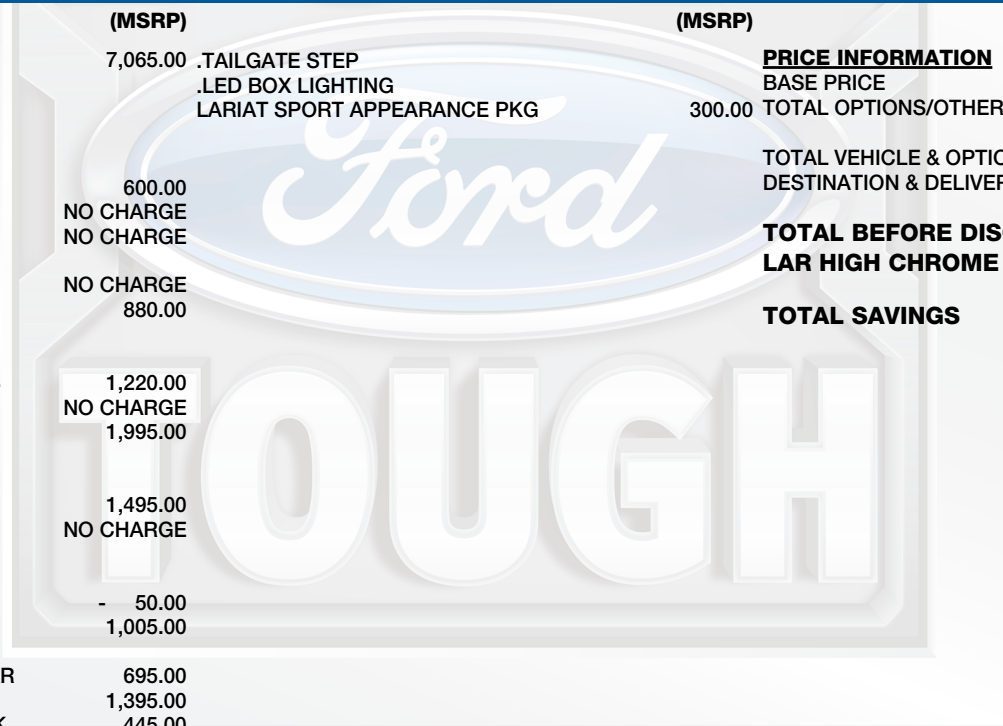 (MSRP)
7,065.00
600.00
NO CHARGE
NO CHARGE
NO CHARGE
880.00
1,220.00
NO CHARGE
1,995.00
1,495.00
NO CHARGE
- 50.00
1,005.00
R 695.00
1,395.00
445.00
(MSRP)
.TAILGATE STEP
.LED BOX LIGHTING
LARIAT SPORT APPEARANCE PKG 300.00
PRICE INFORMATION
BASE PRICE
TOTAL OPTIONS/OTHER
TOTAL VEHICLE & OPTIO
DESTINATION & DELIVER
TOTAL BEFORE DIS
LAR HIGH CHROME
TOTAL SAVINGS
Ford
TOUGH